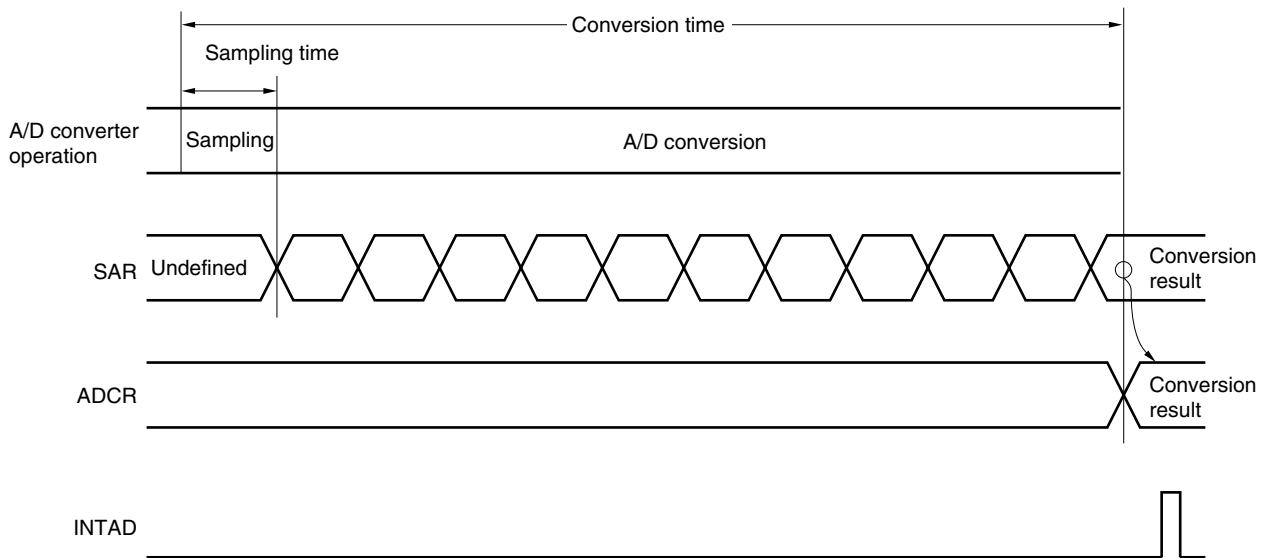 Conversion time
Sampling time
A/D converter
operation
Sampling
A/D conversion
SAR
Undefined
Conversion
result
ADCR
Conversion
result
INTAD